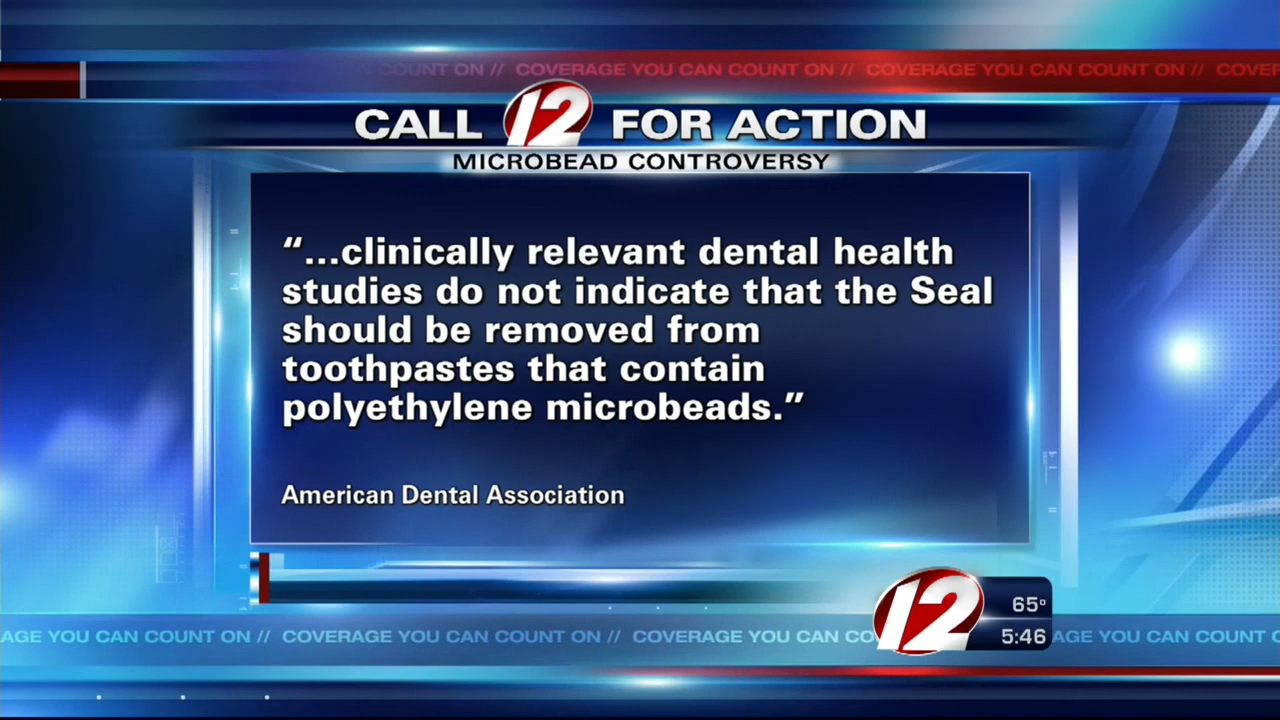 COUNT ON // COVERAGE YOU CAN COUNT ON // COVERAGE YOU CAN COUNT ON // COVE
CALL 12 FOR ACTION
MICROBEAD CONTROVERSY
“...clinically relevant dental health
studies do not indicate that the Seal
should be removed from
toothpastes that contain
polyethylene microbeads.”
American Dental Association
12
65°
5:46
AGE YOU CAN COUNT ON // COVERAGE YOU CAN COUNT ON // COVERAGE YOU CAN CO AGE YOU CAN COUNT